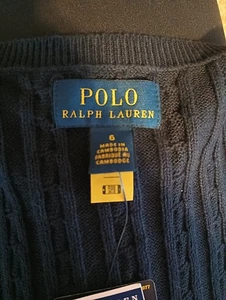 POLO
RALPH LAUREN
6
MADE IN
CAMBODIA
FABRIQUÉ AU
CAMBODGE